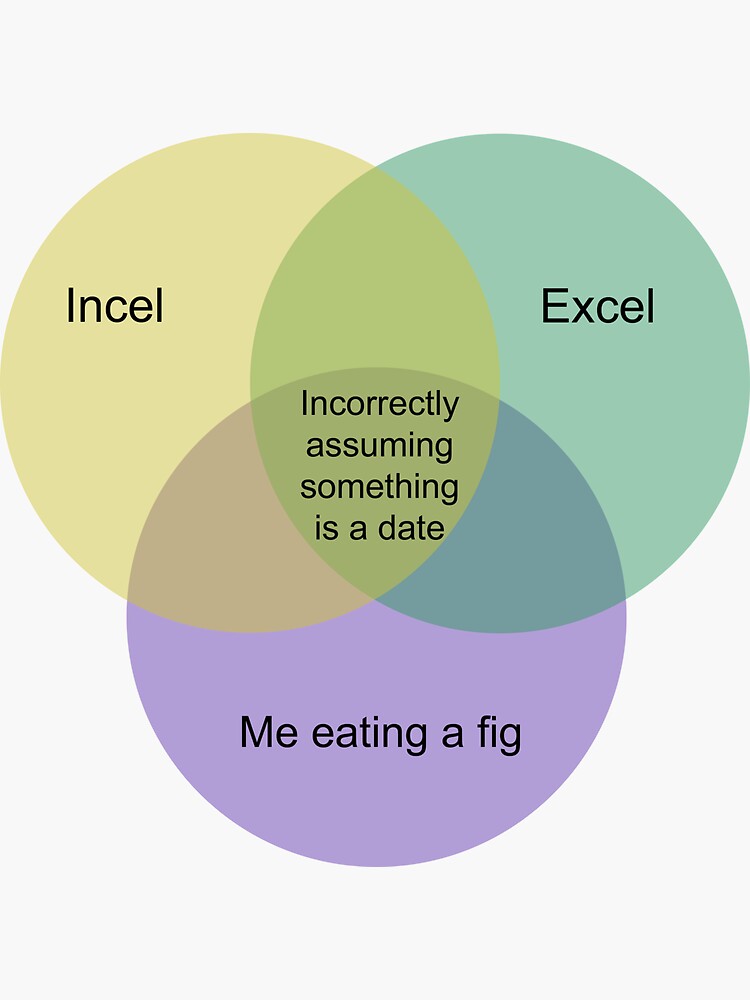 Incel
Excel
Incorrectly
assuming
something
is a date
Me eating a fig